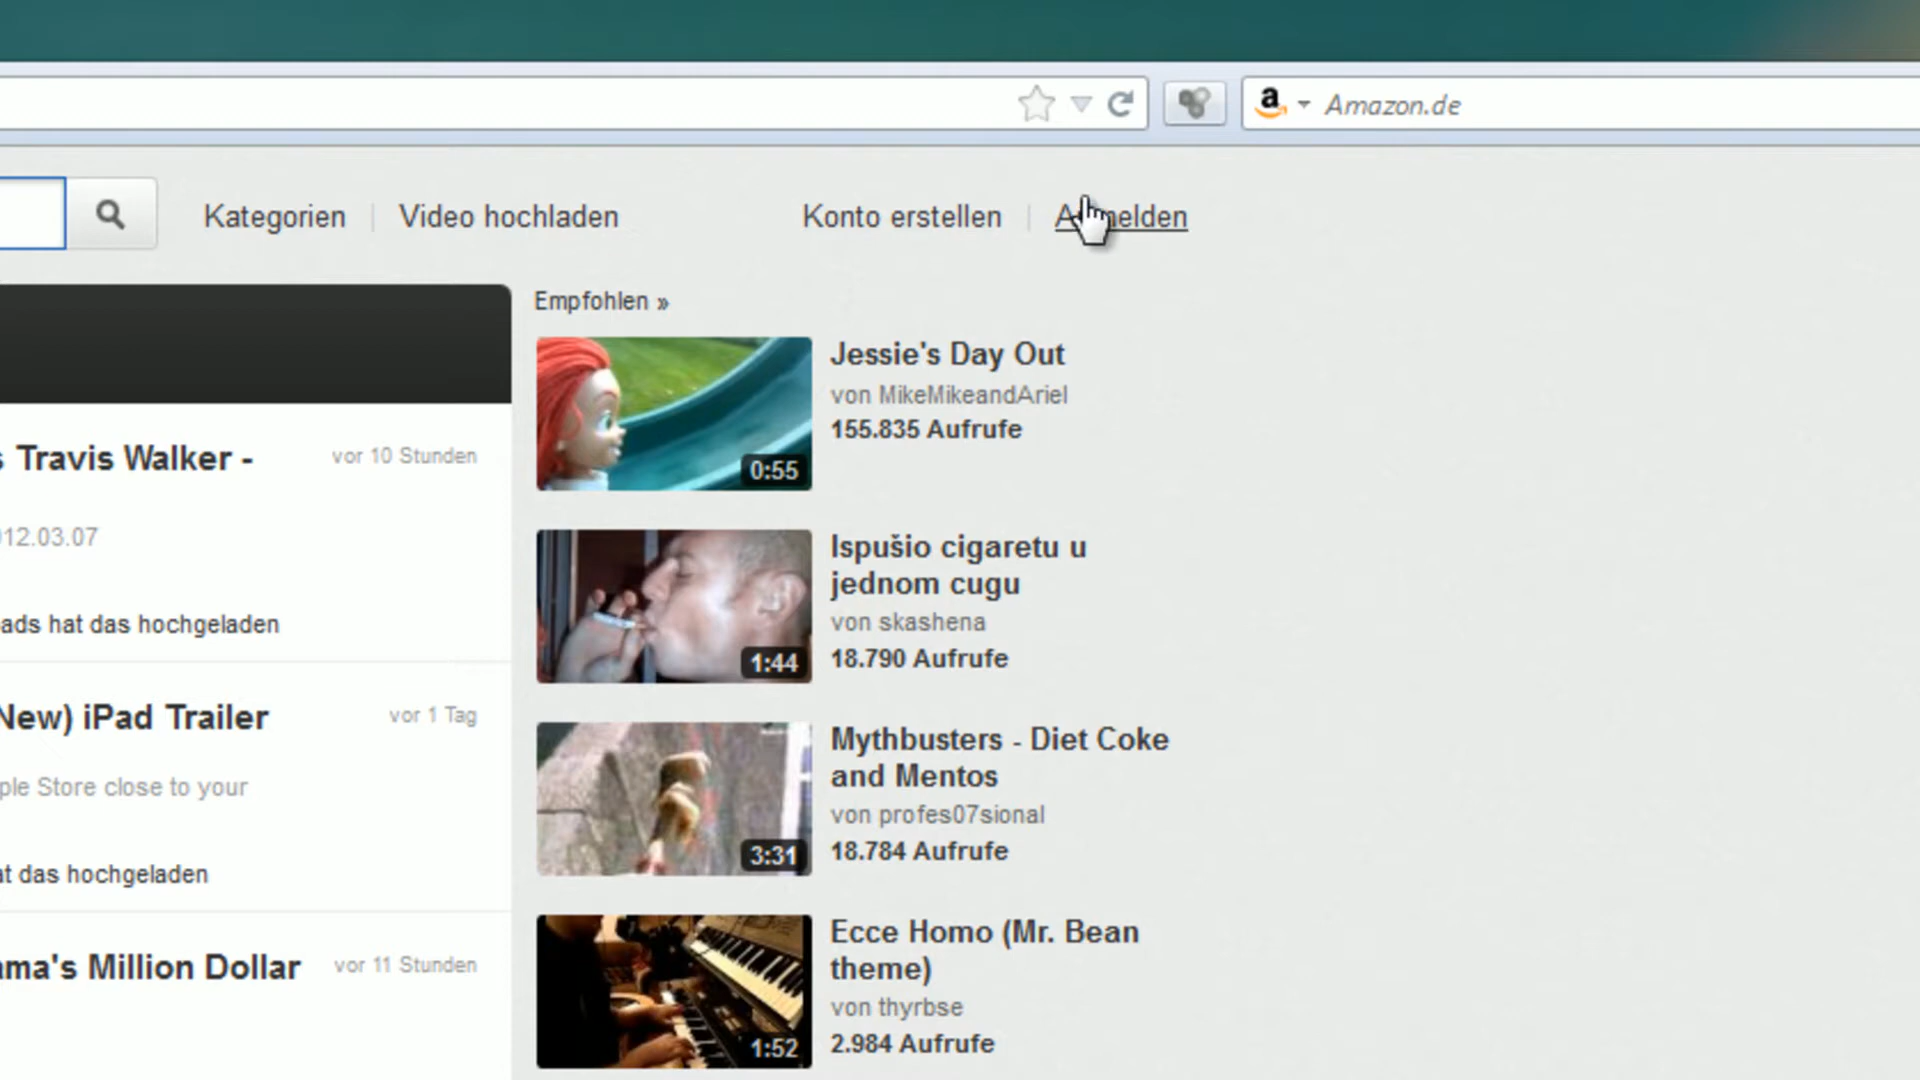 Amazon.de
Kategorien
Video hochladen
Konto erstellen
Empfohlen »
Jessie's Day Out
von MikeMikeandAriel
155.835 Aufrufe
0:55
Travis Walker -
vor 10 Stunden
12.03.07
Ispušio cigaretu u
jednom cugu
von skashena
18.790 Aufrufe
1:44
ads hat das hochgeladen
New) iPad Trailer
vor 1 Tag
ple Store close to your
at das hochgeladen
Mythbusters - Diet Coke
and Mentos
von profes07sional
18.784 Aufrufe
3:31
ama's Million Dollar
vor 11 Stunden
Ecce Homo (Mr. Bean
theme)
von thyrbse
2.984 Aufrufe
1:52